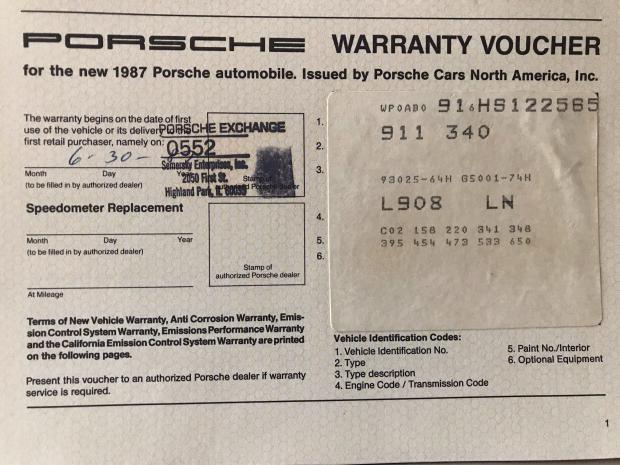 PORSCHE WARRANTY VOUCHER
for the new 1987 Porsche automobile. Issued by Porsche Cars North America, Inc.
The warranty begins on the date of first
use of the vehicle or its delivery to the
first retail purchaser, namely on:
6-30-
Month Day Year
(to be filled in by authorized dealer)
PORSCHE EXCHANGE
0552
Semersky Enterprises, Inc.
2050 First St.
Highland Park, IL 60035
Stamp of
authorized Porsche dealer
Speedometer Replacement
Month Day Year
(to be filled in by authorized dealer)
At Mileage
Stamp of
authorized Porsche dealer
Terms of New Vehicle Warranty, Anti Corrosion Warranty, Emis-
sion Control System Warranty, Emissions Performance Warranty
and the California Emission Control System Warranty are printed
on the following pages.
Present this voucher to an authorized Porsche dealer if warranty
service is required.
1.
2.
3.
4.
5.
6.
WP0AB0 916HS122565
911 340
93025-64H G5001-74H
L908 LN
C02 158 220 341 348
395 454 473 533 650
Vehicle Identification Codes:
1. Vehicle Identification No.
2. Type
3. Type description
4. Engine Code / Transmission Code
5. Paint No./Interior
6. Optional Equipment
1